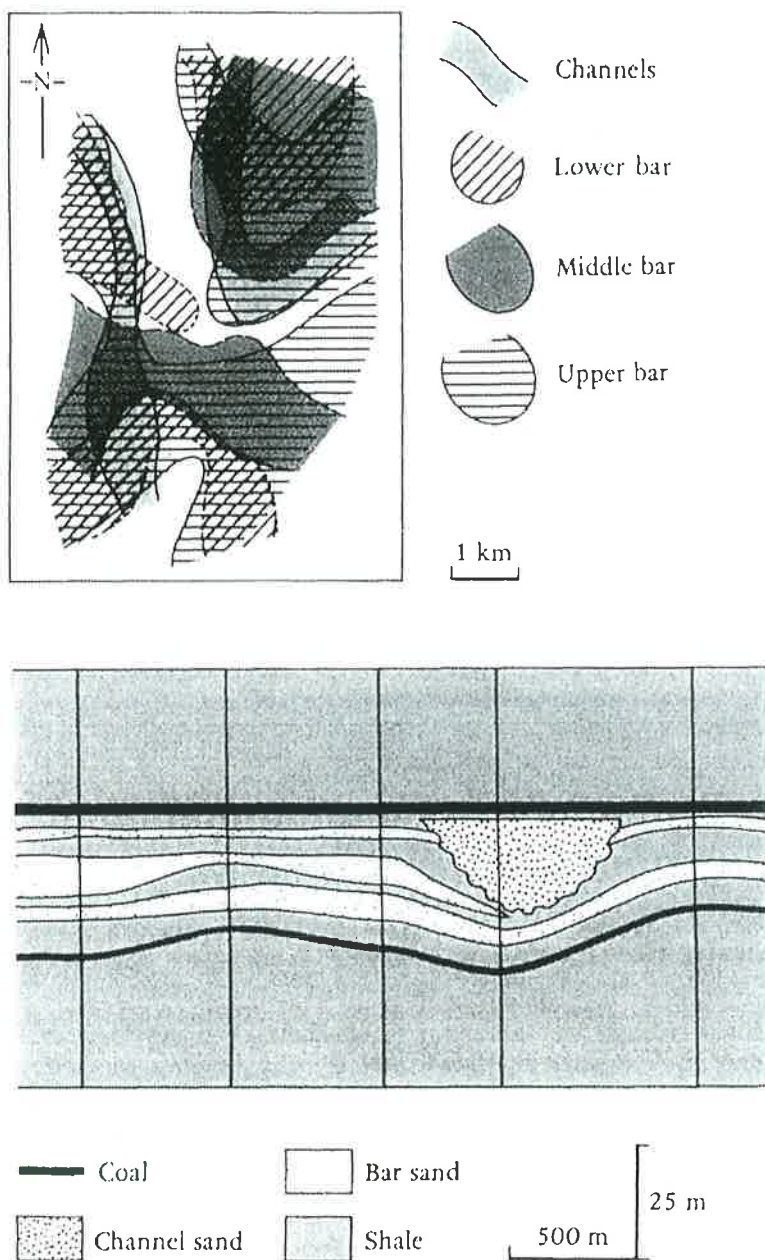 N
Channels
Lower bar
Middle bar
Upper bar
1 km
Coal
Bar sand
25 m
Channel sand
Shale
500 m